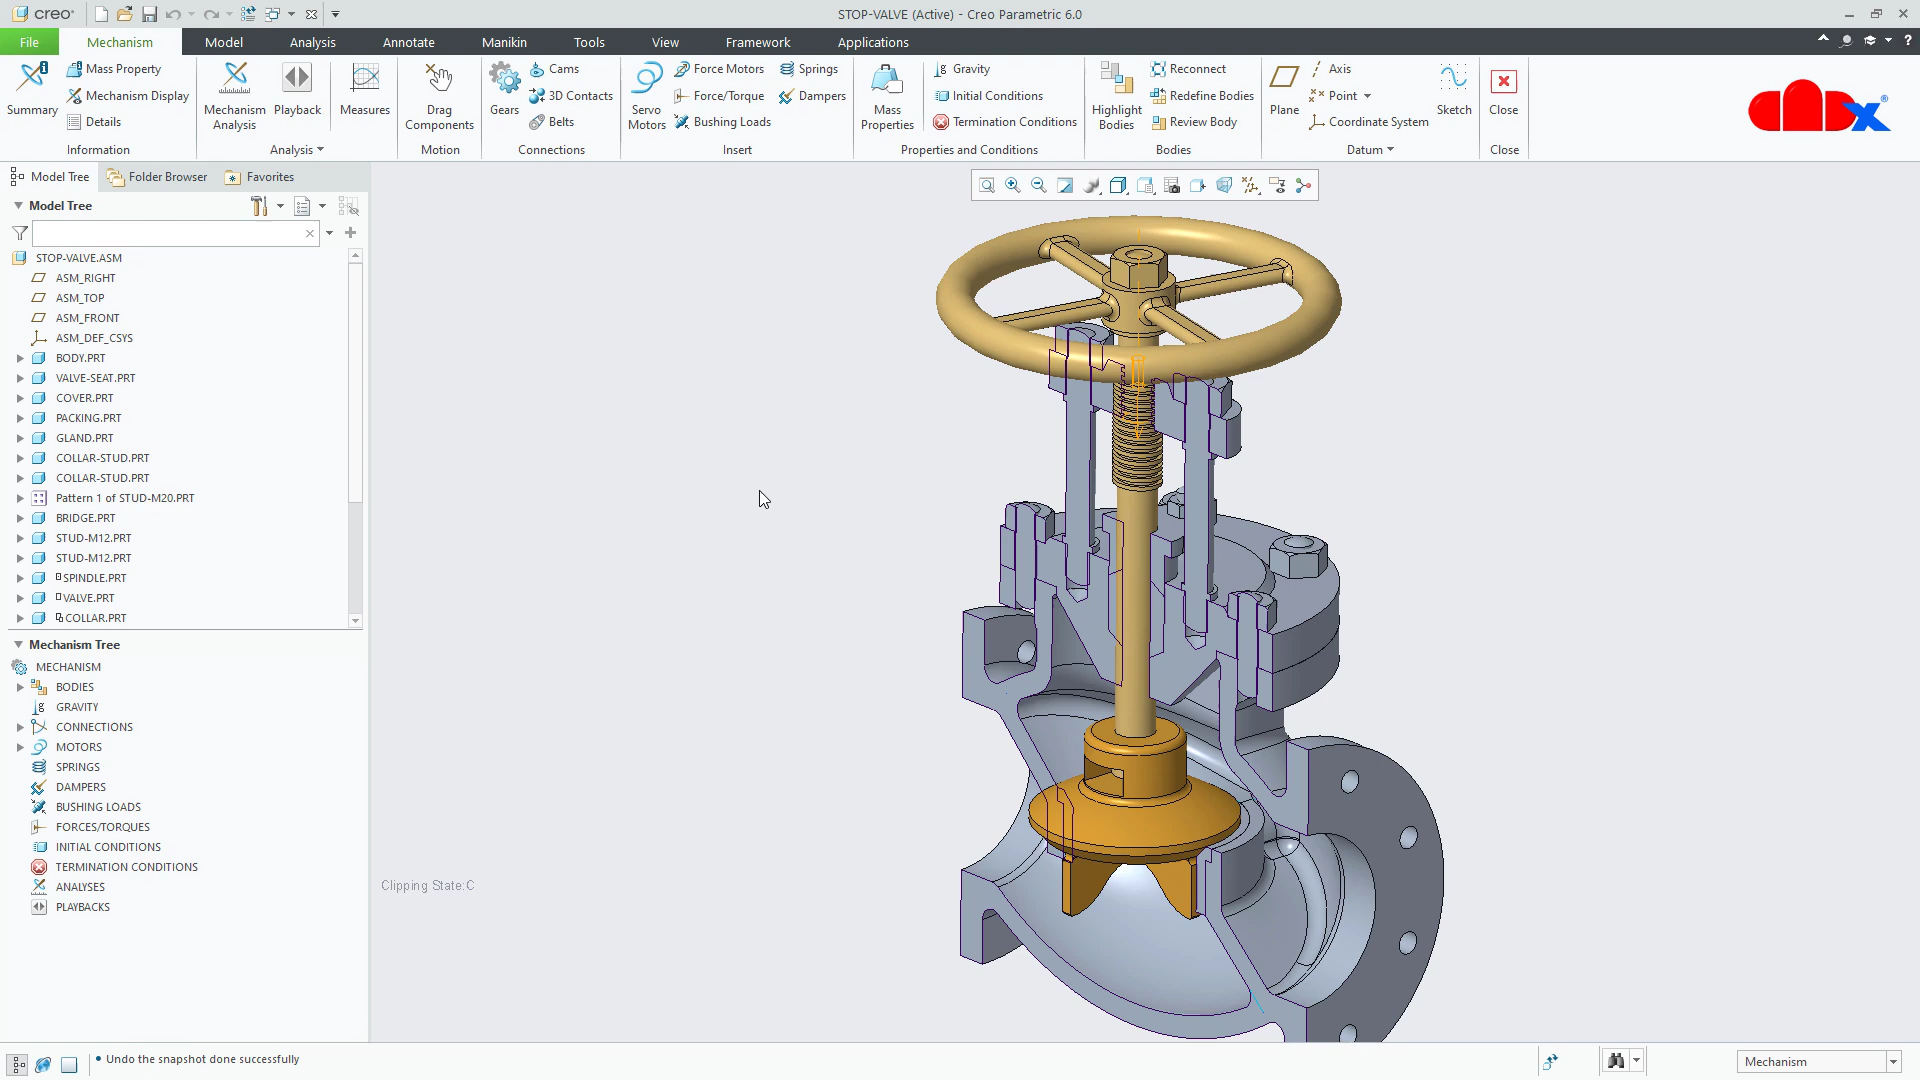 creo
STOP-VALVE (Active) - Creo Parametric 6.0
File
Mechanism
Model
Analysis
Annotate
Manikin
Tools
View
Framework
Applications
Summary
Mass Property
Mechanism Display
Details
Information
Mechanism Analysis
Playback
Measures
Analysis
Drag Components
Motion
Gears
Cams
3D Contacts
Belts
Connections
Servo Motors
Force Motors
Force/Torque
Bushing Loads
Springs
Dampers
Insert
Mass Properties
Gravity
Initial Conditions
Termination Conditions
Properties and Conditions
Highlight Bodies
Reconnect
Redefine Bodies
Review Body
Bodies
Plane
Axis
Point
Coordinate System
Sketch
Datum
Close
Close
Model Tree
Folder Browser
Favorites
Model Tree
STOP-VALVE.ASM
ASM_RIGHT
ASM_TOP
ASM_FRONT
ASM_DEF_CSYS
BODY.PRT
VALVE-SEAT.PRT
COVER.PRT
PACKING.PRT
GLAND.PRT
COLLAR-STUD.PRT
COLLAR-STUD.PRT
Pattern 1 of STUD-M20.PRT
BRIDGE.PRT
STUD-M12.PRT
STUD-M12.PRT
SPINDLE.PRT
VALVE.PRT
COLLAR.PRT
Mechanism Tree
MECHANISM
BODIES
GRAVITY
CONNECTIONS
MOTORS
SPRINGS
DAMPERS
BUSHING LOADS
FORCES/TORQUES
INITIAL CONDITIONS
TERMINATION CONDITIONS
ANALYSES
PLAYBACKS
Clipping State:C
Undo the snapshot done successfully
Mechanism